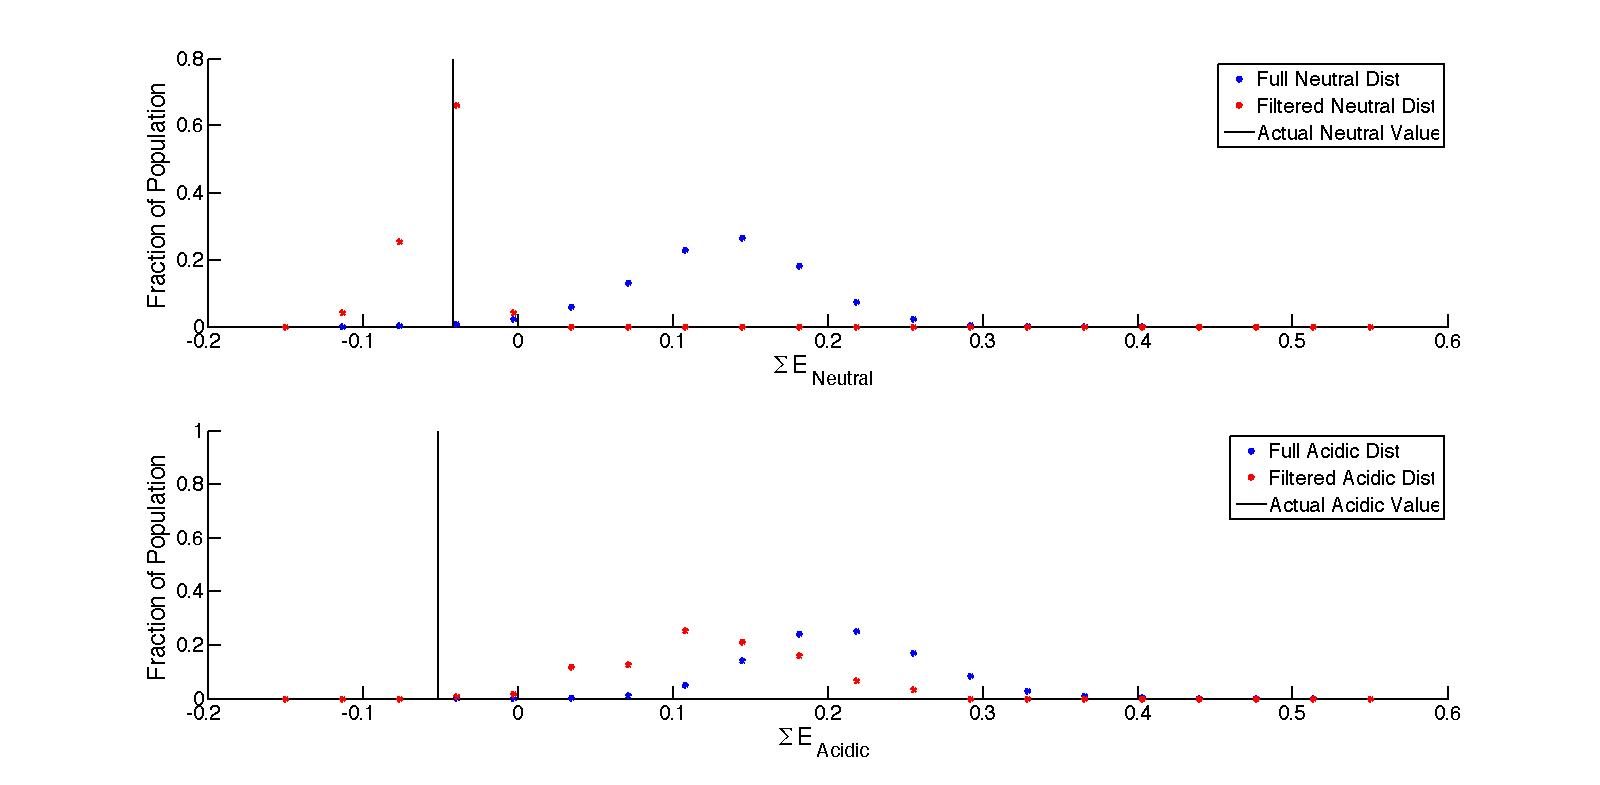 0.8
0.6
0.4
0.2
0
Fraction of Population
-0.2 -0.1 0 0.1 0.2 0.3 0.4 0.5 0.6
ΣE Neutral
Full Neutral Dist
Filtered Neutral Dist
Actual Neutral Value
1
0.8
0.6
0.4
0.2
0
Fraction of Population
-0.2 -0.1 0 0.1 0.2 0.3 0.4 0.5 0.6
ΣE Acidic
Full Acidic Dist
Filtered Acidic Dist
Actual Acidic Value